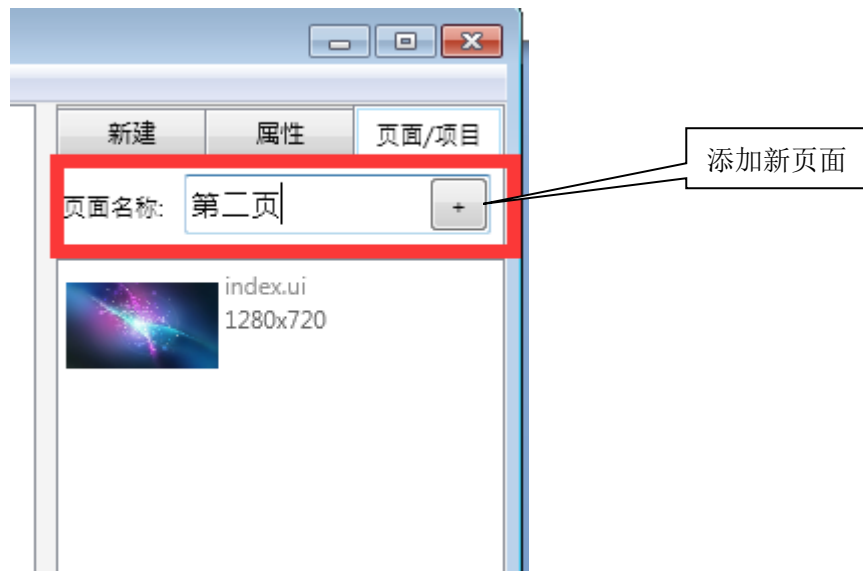 新建
属性
页面/项目
添加新页面
页面名称:
第二页
+
index.ui
1280x720